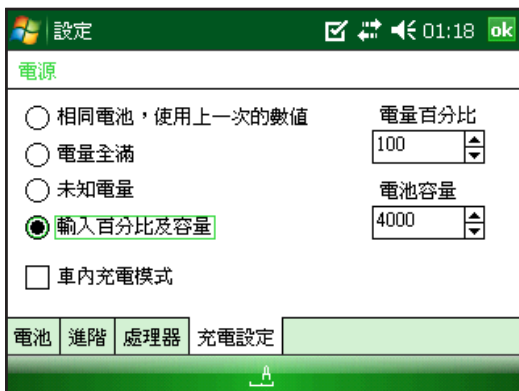 設定 01:18 ok
電源
相同電池，使用上一次的數值
電量全滿
未知電量
輸入百分比及容量
車內充電模式
電量百分比
100
電池容量
4000
電池 進階 處理器 充電設定
A